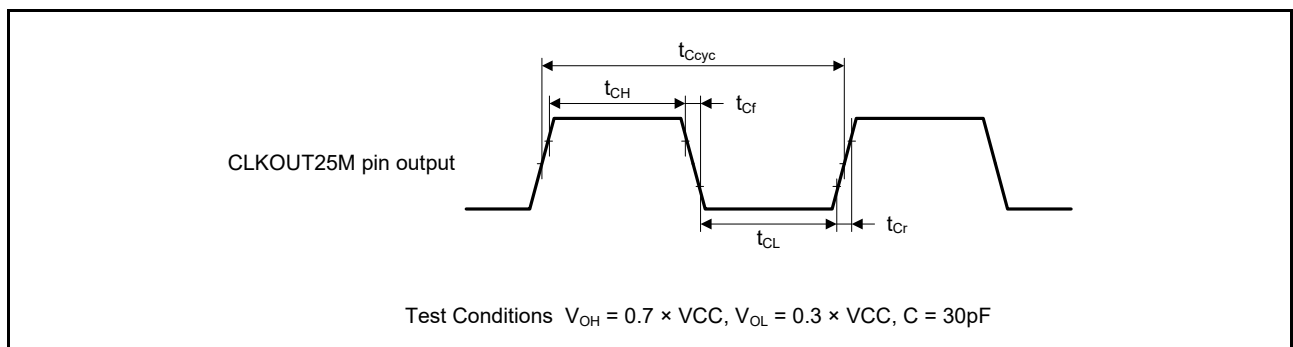 tCcyc
tCH
tCf
CLKOUT25M pin output
tCL
tCr
Test Conditions VOH = 0.7 × VCC, VOL = 0.3 × VCC, C = 30pF